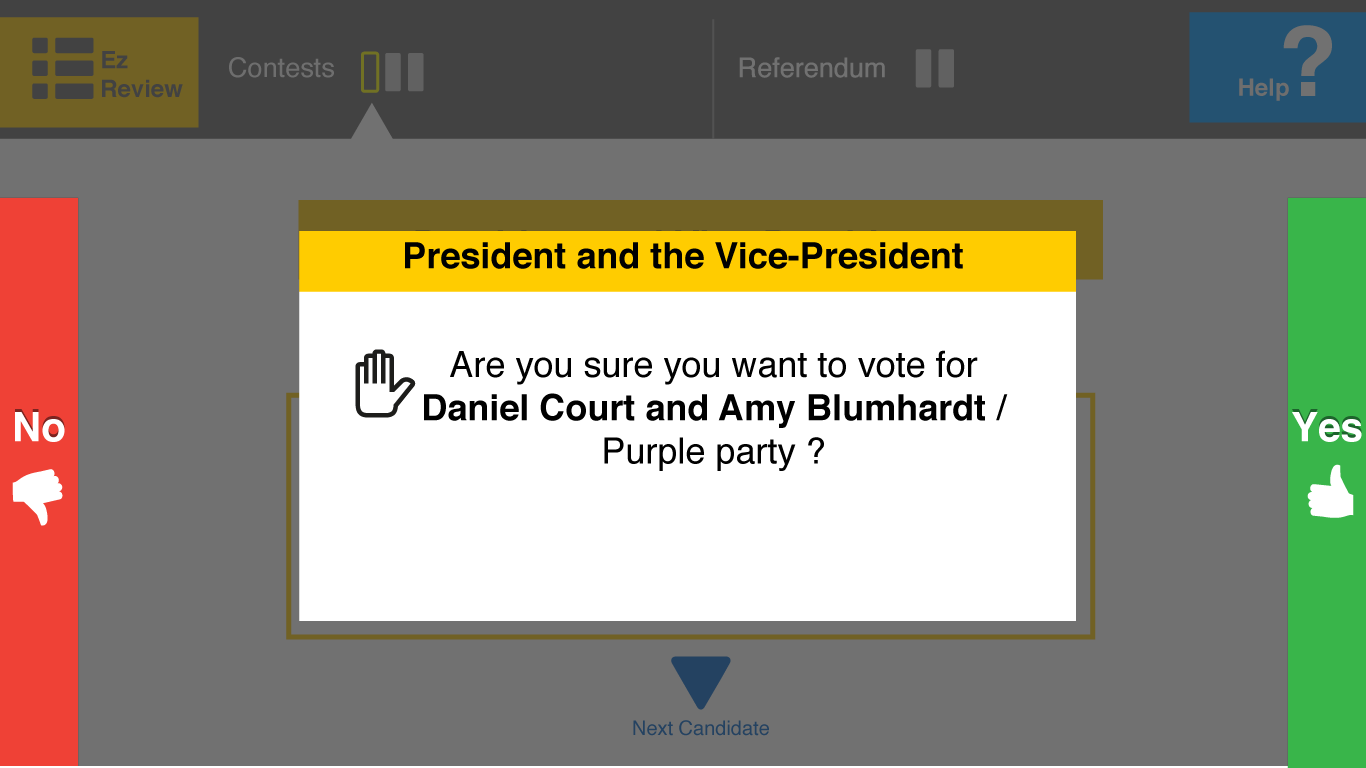 Ez
Review
Contests
Referendum
Help ?
President and the Vice-President
Are you sure you want to vote for
Daniel Court and Amy Blumhardt /
Purple party ?
No
Yes
Next Candidate